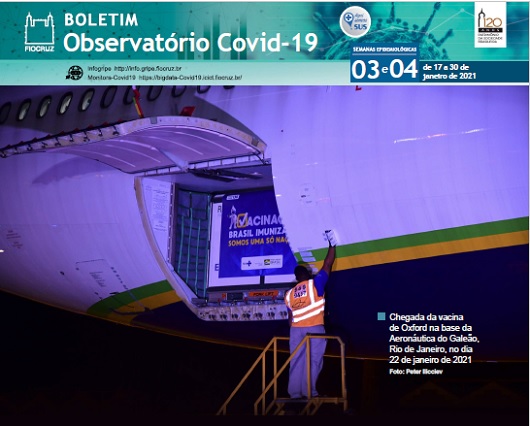 BOLETIM
Observatório Covid-19
FIOCRUZ
SUS
120
ANOS
SEMANAS EPIDEMIOLÓGICAS
03 e 04 de 17 a 30 de
janeiro de 2021
Infogripe http://info.gripe.fiocruz.br
Monitora-Covid19 https://bigdata-Covid19.icict.fiocruz.br/
VACINAÇ
BRASIL IMUNIZA
SOMOS UMA SÓ NAÇ
Chegada da vacina
de Oxford na base da
Aeronáutica do Galeão,
Rio de Janeiro, no dia
22 de janeiro de 2021
Foto: Peter Ilicciev